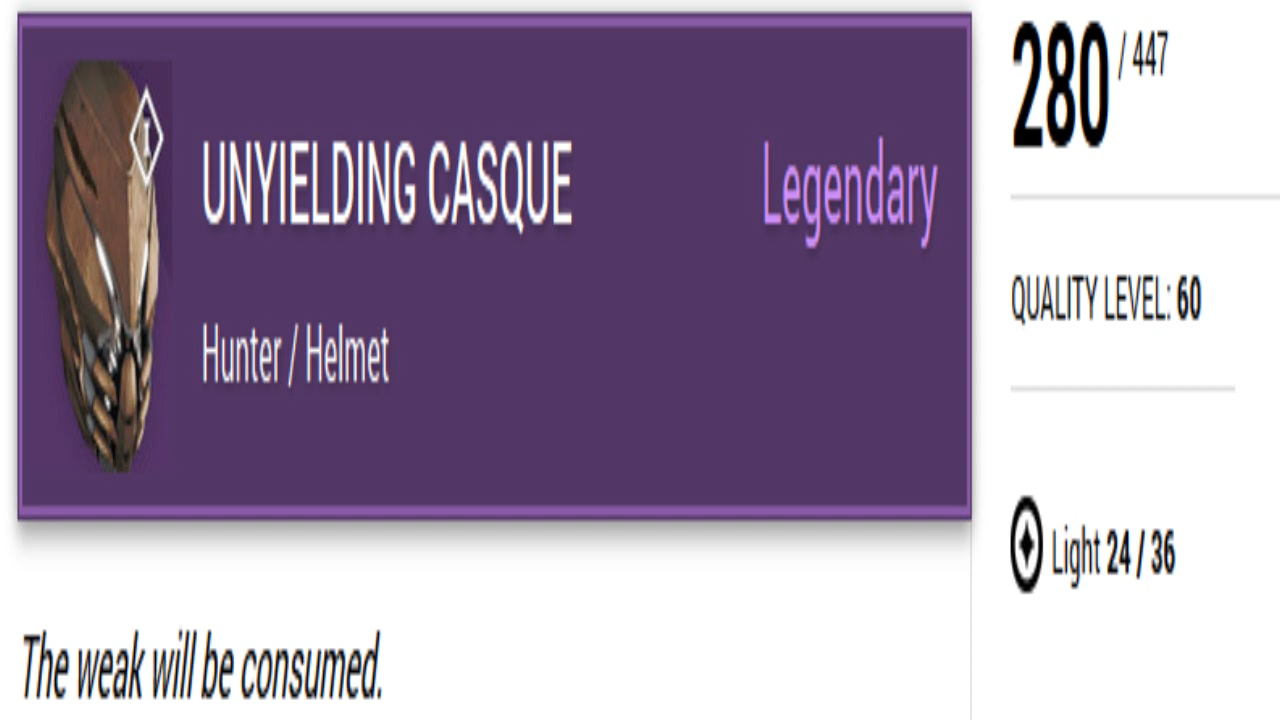 UNYIELDING CASQUE
Legendary
Hunter / Helmet
The weak will be consumed.
280 / 447
QUALITY LEVEL: 60
Light 24 / 36